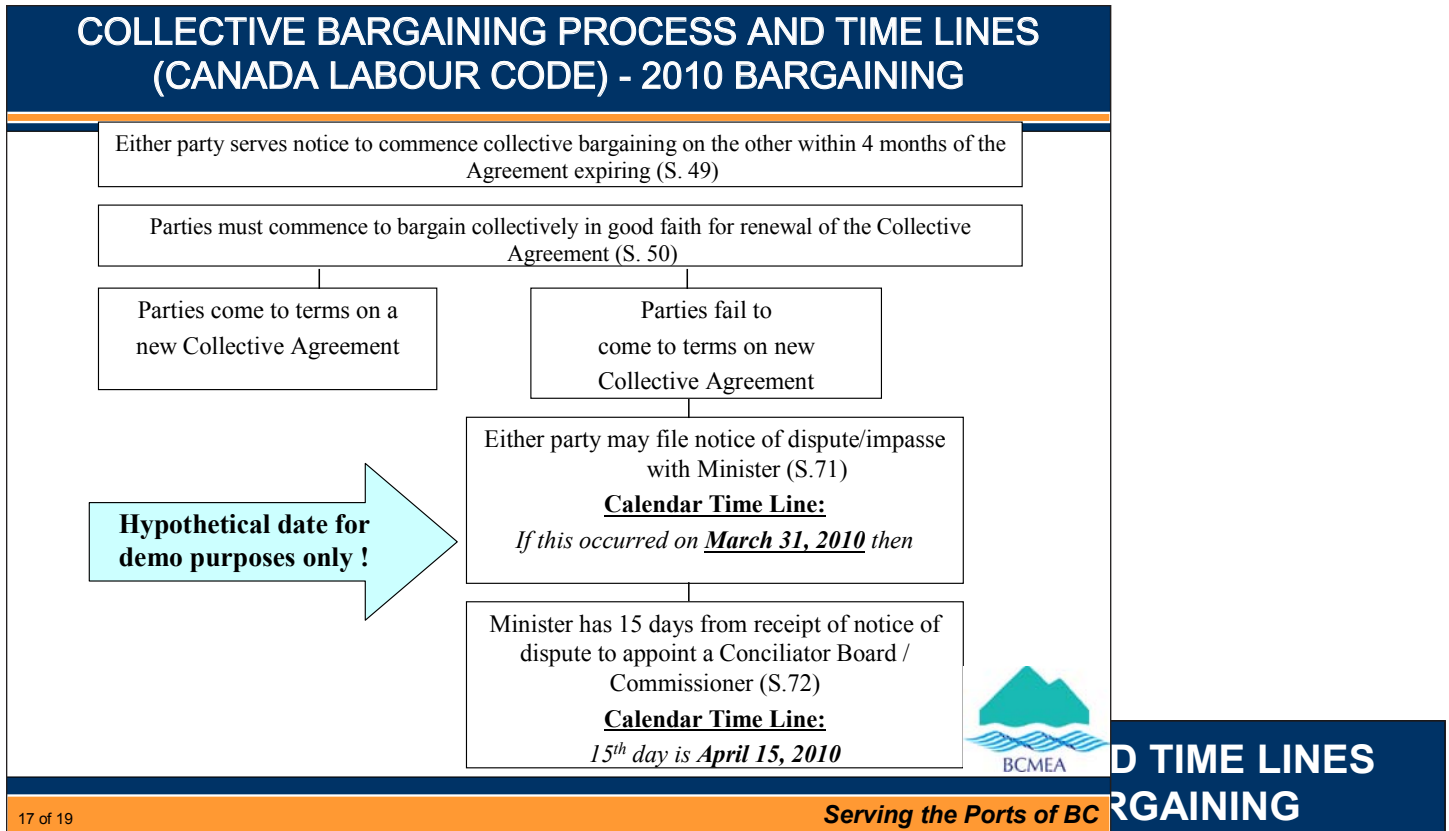 COLLECTIVE BARGAINING PROCESS AND TIME LINES
(CANADA LABOUR CODE) - 2010 BARGAINING
Either party serves notice to commence collective bargaining on the other within 4 months of the
Agreement expiring (S. 49)
Parties must commence to bargain collectively in good faith for renewal of the Collective
Agreement (S. 50)
Parties come to terms on a
new Collective Agreement
Parties fail to
come to terms on new
Collective Agreement
Either party may file notice of dispute/impasse
with Minister (S.71)
Calendar Time Line:
If this occurred on March 31, 2010 then
Hypothetical date for
demo purposes only !
Minister has 15 days from receipt of notice of
dispute to appoint a Conciliator Board /
Commissioner (S.72)
Calendar Time Line:
15th day is April 15, 2010
BCMEA
D TIME LINES
RGAINING
17 of 19
Serving the Ports of BC